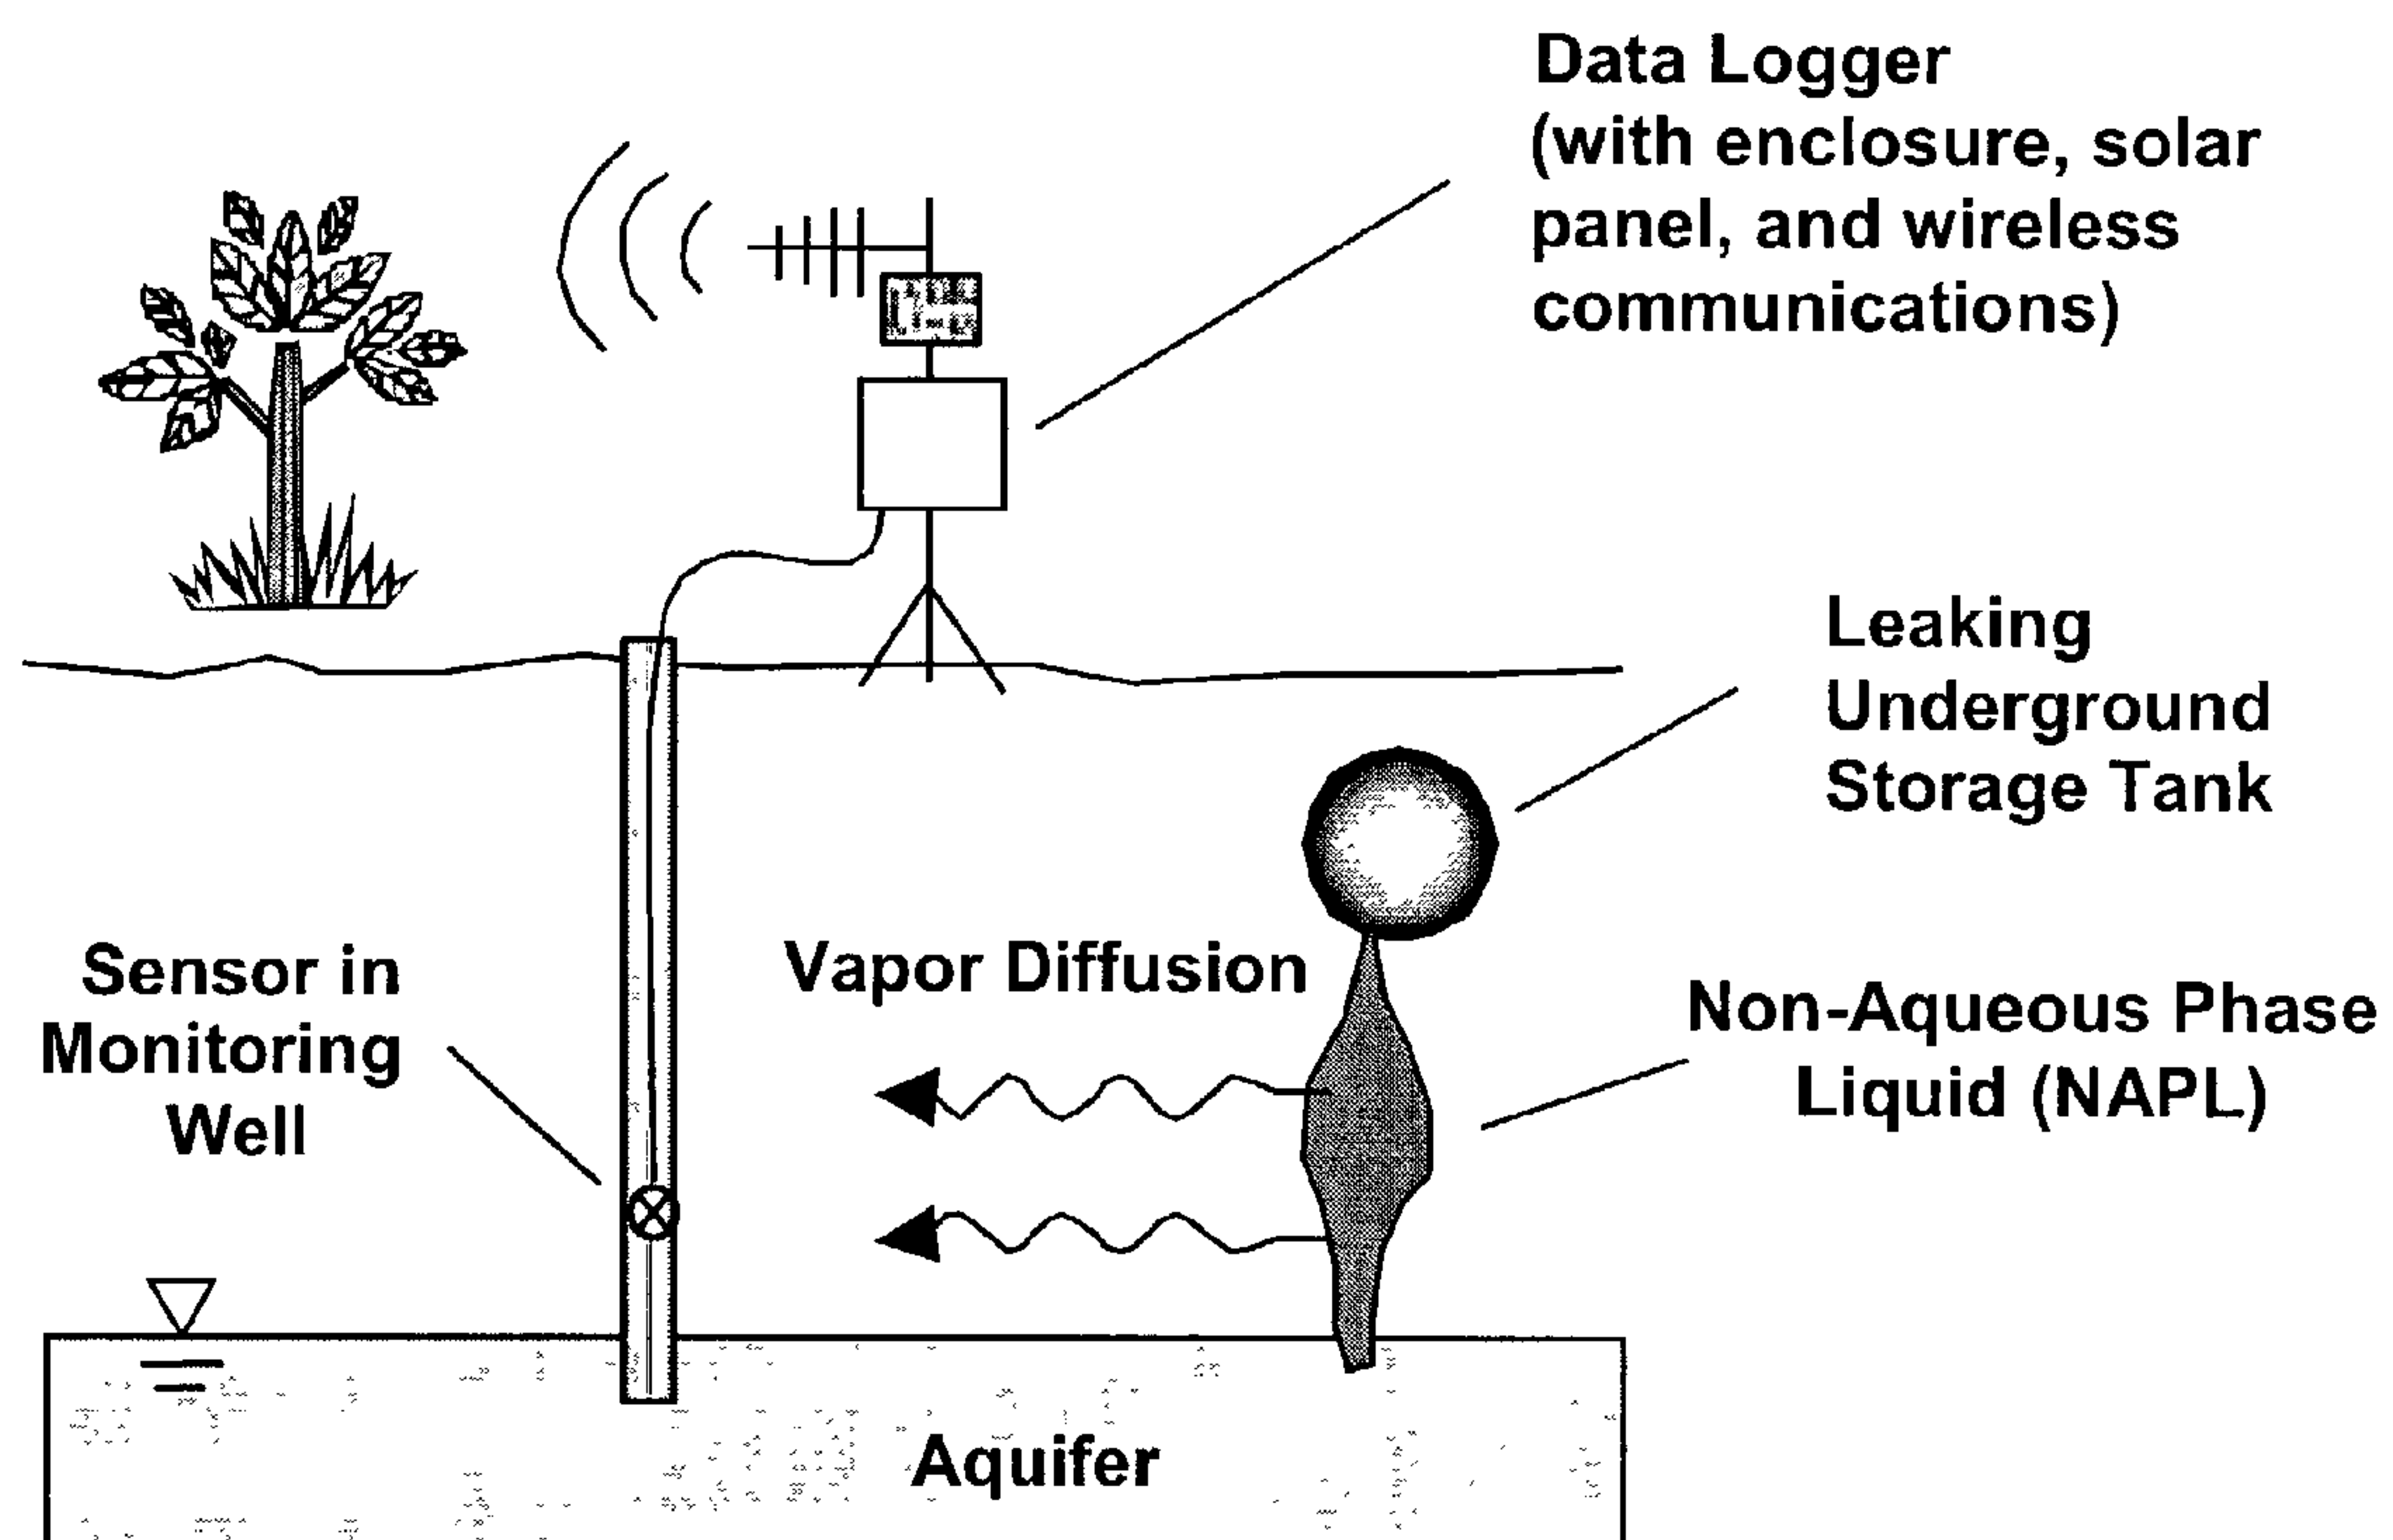 Data Logger
(with enclosure, solar
panel, and wireless
communications)
Leaking
Underground
Storage Tank
Sensor in
Monitoring
Well
Vapor Diffusion
Non-Aqueous Phase
Liquid (NAPL)
Aquifer